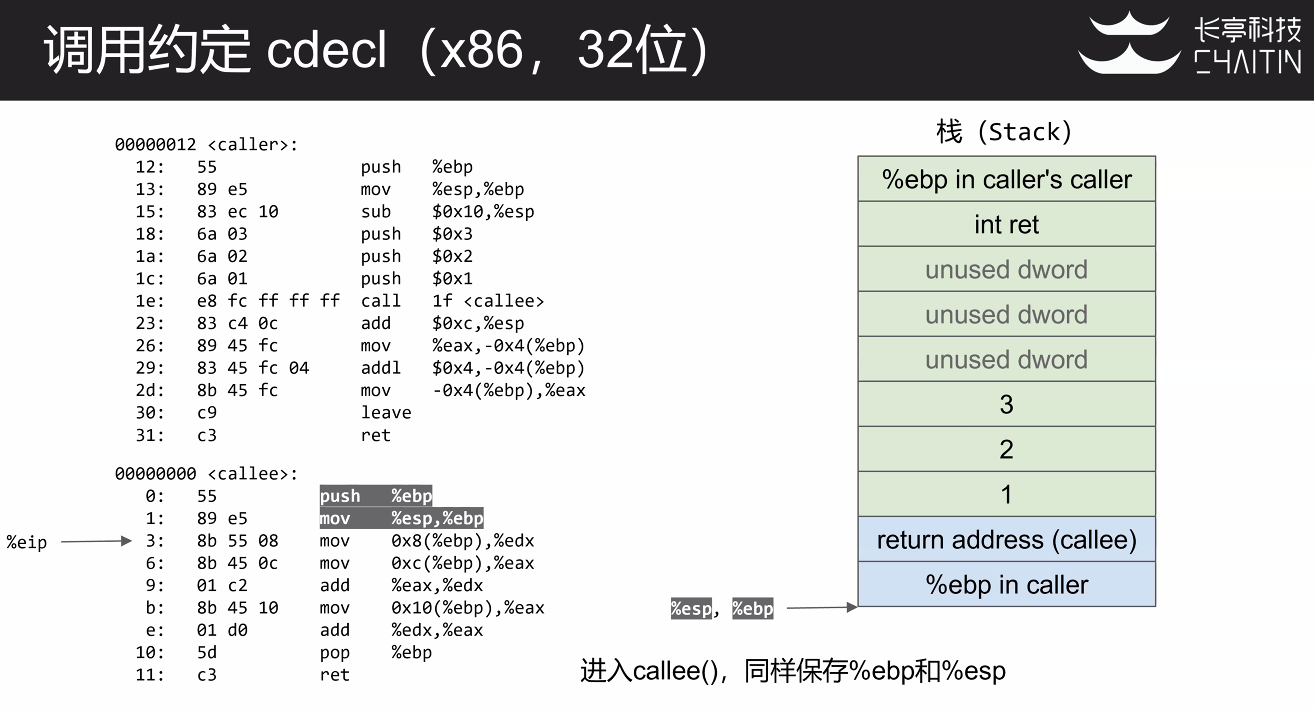 调用约定 cdecl（x86，32位）
长亭科技
CHAITIN
00000012 <caller>:
12: 55 push %ebp
13: 89 e5 mov %esp,%ebp
15: 83 ec 10 sub $0x10,%esp
18: 6a 03 push $0x3
1a: 6a 02 push $0x2
1c: 6a 01 push $0x1
1e: e8 fc ff ff ff call 1f <callee>
23: 83 c4 0c add $0xc,%esp
26: 89 45 fc mov %eax,-0x4(%ebp)
29: 83 45 fc 04 addl $0x4,-0x4(%ebp)
2d: 8b 45 fc mov -0x4(%ebp),%eax
30: c9 leave
31: c3 ret
00000000 <callee>:
0: 55 push %ebp
1: 89 e5 mov %esp,%ebp
%eip
3: 8b 55 08 mov 0x8(%ebp),%edx
6: 8b 45 0c mov 0xc(%ebp),%eax
9: 01 c2 add %eax,%edx
b: 8b 45 10 mov 0x10(%ebp),%eax
e: 01 d0 add %edx,%eax
10: 5d pop %ebp
11: c3 ret
栈（Stack）
%ebp in caller's caller
int ret
unused dword
unused dword
unused dword
3
2
1
return address (callee)
%ebp in caller
%esp, %ebp
进入callee()，同样保存%ebp和%esp